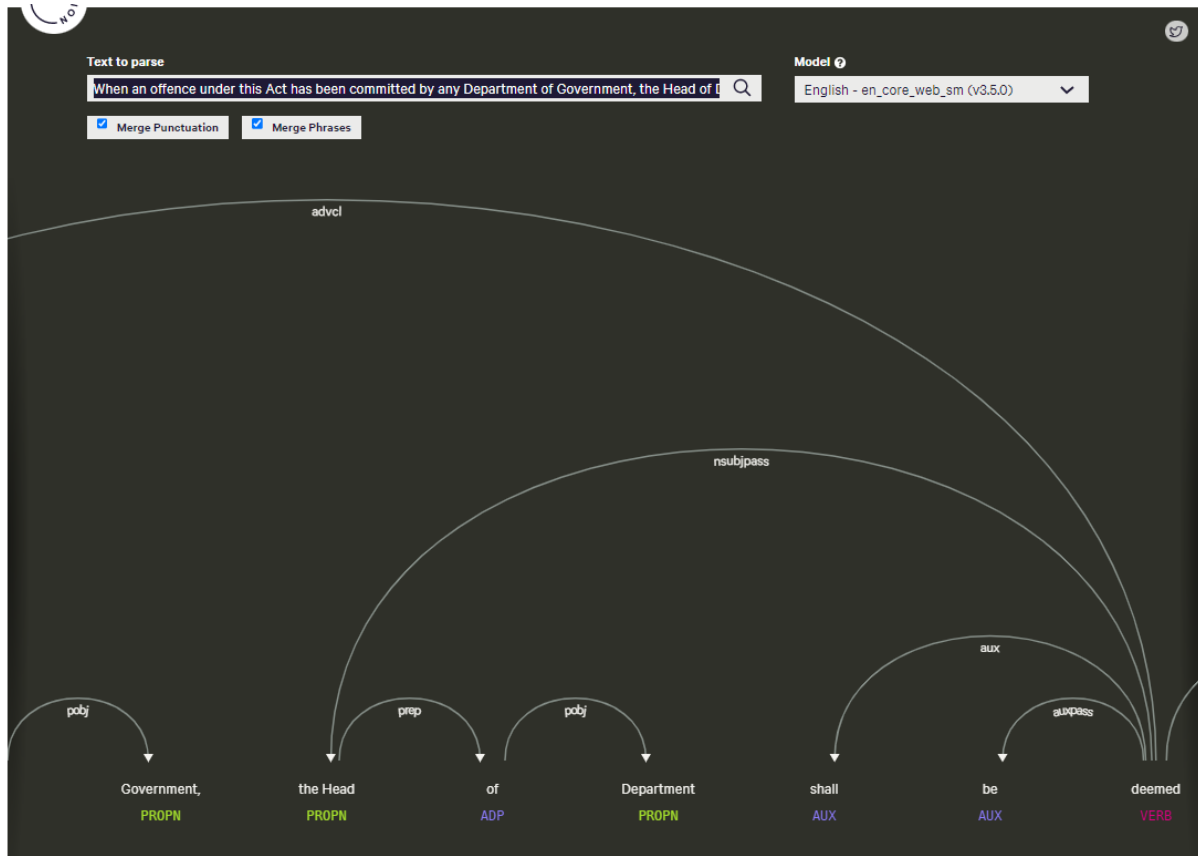 NOI
Text to parse
Model ?
When an offence under this Act has been committed by any Department of Government, the Head of D
English - en_core_web_sm (v3.5.0)
Merge Punctuation
Merge Phrases
advcl
nsubjpass
aux
pobj
prep
pobj
auxpass
Government,
the Head
of
Department
shall
be
deemed
PROPN
PROPN
ADP
PROPN
AUX
AUX
VERB